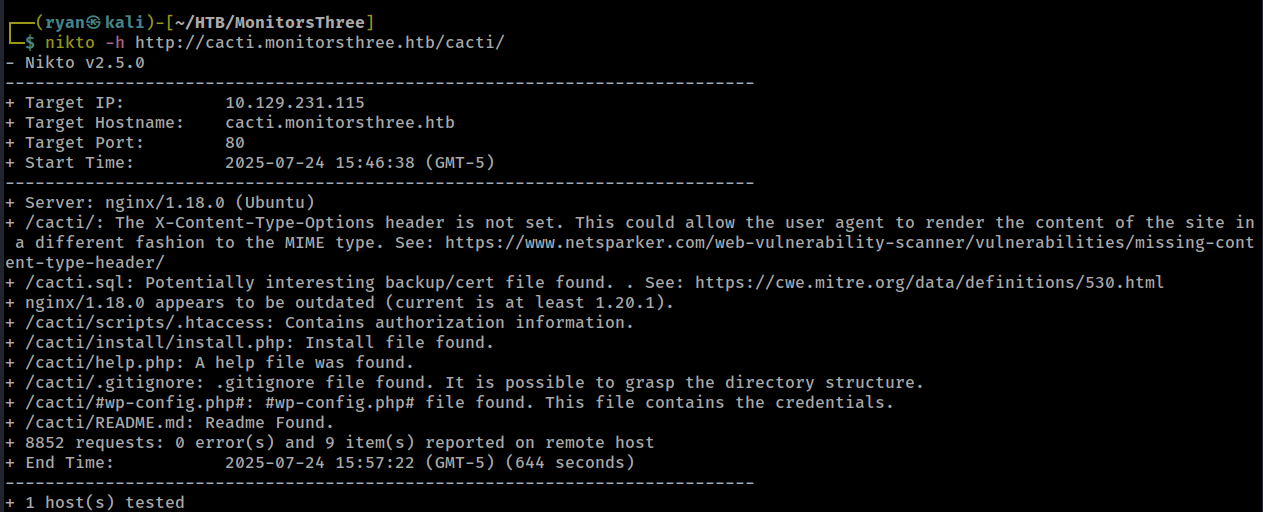 ┌──(ryan㉿kali)-[~/HTB/MonitorsThree]
└─$ nikto -h http://cacti.monitorsthree.htb/cacti/
- Nikto v2.5.0
---------------------------------------------------------------------------
+ Target IP:          10.129.231.115
+ Target Hostname:    cacti.monitorsthree.htb
+ Target Port:        80
+ Start Time:         2025-07-24 15:46:38 (GMT-5)
---------------------------------------------------------------------------
+ Server: nginx/1.18.0 (Ubuntu)
+ /cacti/: The X-Content-Type-Options header is not set. This could allow the user agent to render the content of the site in
 a different fashion to the MIME type. See: https://www.netsparker.com/web-vulnerability-scanner/vulnerabilities/missing-cont
ent-type-header/
+ /cacti.sql: Potentially interesting backup/cert file found. . See: https://cwe.mitre.org/data/definitions/530.html
+ nginx/1.18.0 appears to be outdated (current is at least 1.20.1).
+ /cacti/scripts/.htaccess: Contains authorization information.
+ /cacti/install/install.php: Install file found.
+ /cacti/help.php: A help file was found.
+ /cacti/.gitignore: .gitignore file found. It is possible to grasp the directory structure.
+ /cacti/#wp-config.php#: #wp-config.php# file found. This file contains the credentials.
+ /cacti/README.md: Readme Found.
+ 8852 requests: 0 error(s) and 9 item(s) reported on remote host
+ End Time:           2025-07-24 15:57:22 (GMT-5) (644 seconds)
---------------------------------------------------------------------------
+ 1 host(s) tested